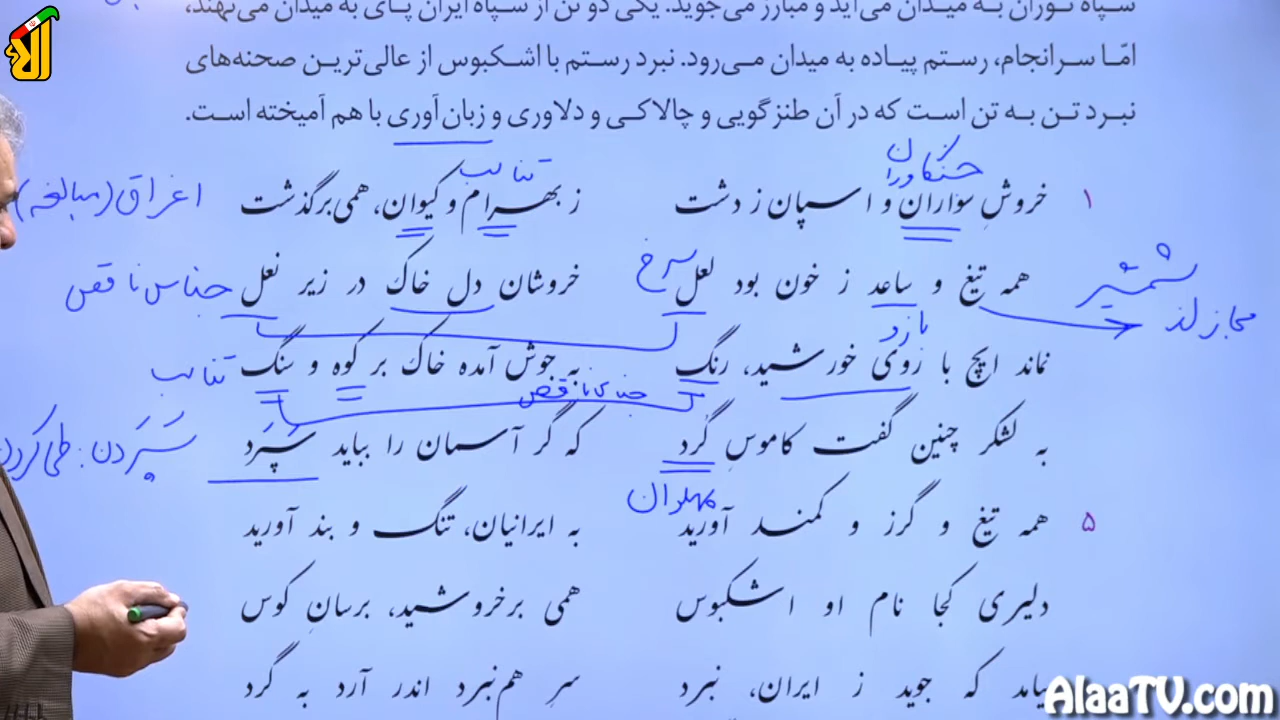 سپاه توران به میدان می‌آید و مبارز می‌جوید. یکی دو تن از سپاه ایران پای به میدان می‌نهند،
امّا سرانجام، رستم پیاده به میدان می‌رود. نبرد رستم با اشکبوس از عالی‌ترین صحنه‌های
نبرد تن به تن است که در آن طنزگویی و چالاکی و دلاوری و زبان‌آوری با هم آمیخته است.
جنگاوران
تناسب
۱ خروشِ سواران و اسپان ز دشت ز بهرام و کیوان، همی برگذشت اغراق (مبالغه)
شمشیر مجاز از
همه تیغ و ساعد ز خون بود لعل سرخ خروشان دل خاک در زیر نعل جناس ناقص
بازو
نماند ایچ با روی خورشید، رنگ به جوش آمده خاک بر کوه و سنگ تناسب
جناس ناقص
به لشکر چنین گفت کاموسِ گُرد که گر آسمان را بباید سَپَرد سَپَردن: طی کردن
پهلوان
۵ همه تیغ و گرز و کمند آورید به ایرانیان، تنگ و بند آورید
دلیری کجا نام او اشکبوس همی برخروشید، برسانِ کوس
بیامد که جوید ز ایران، نبرد سرِ هم‌نبرد اندر آرد به گرد
AlaaTV.com